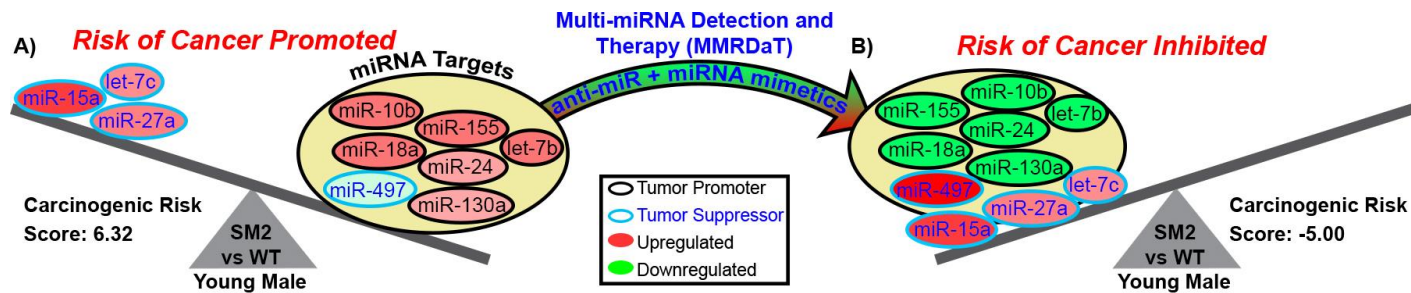 A)
Risk of Cancer Promoted
let-7c
miR-15a
miR-27a
miRNA Targets
miR-10b
miR-155
miR-18a
let-7b
miR-24
miR-497
miR-130a
Carcinogenic Risk
Score: 6.32
SM2
vs WT
Young Male
Multi-miRNA Detection and
Therapy (MMRDaT)
anti-miR + miRNA mimetics
Tumor Promoter
Tumor Suppressor
Upregulated
Downregulated
B)
Risk of Cancer Inhibited
miR-10b
miR-155
let-7b
miR-24
miR-18a
miR-130a
miR-497
let-7c
miR-27a
miR-15a
Carcinogenic Risk
Score: -5.00
SM2
vs WT
Young Male